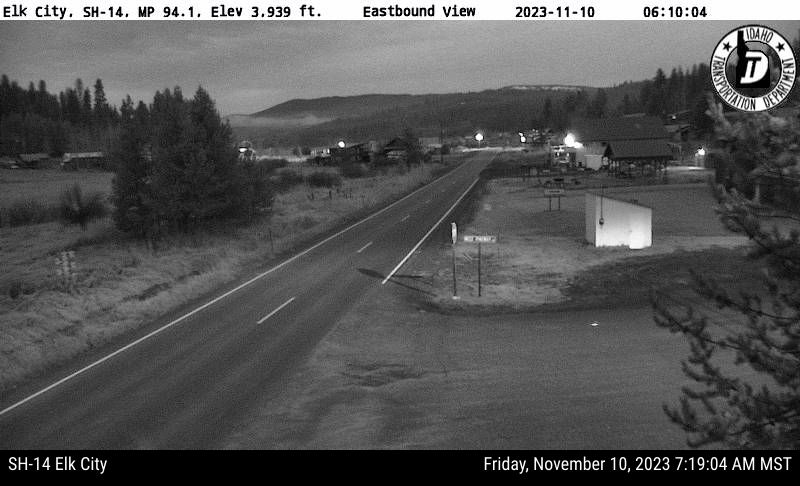 Elk City, SH-14, MP 94.1, Elev 3,939 ft. Eastbound View 2023-11-10 06:10:04
IDAHO
TRANSPORTATION DEPARTMENT
SH-14 Elk City Friday, November 10, 2023 7:19:04 AM MST